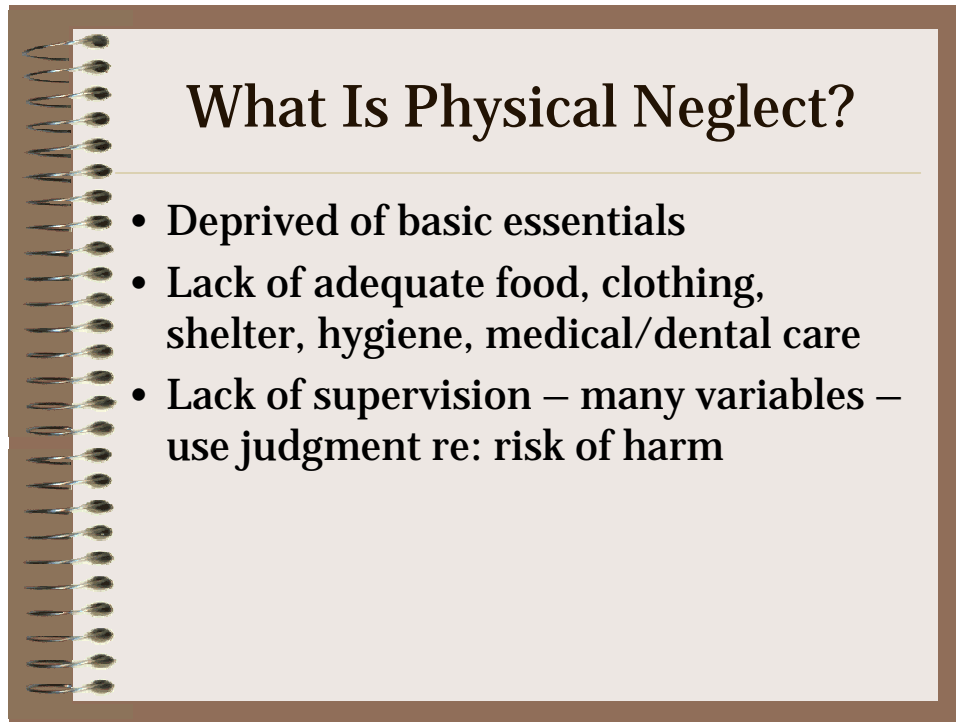 What Is Physical Neglect?
• Deprived of basic essentials
• Lack of adequate food, clothing,
shelter, hygiene, medical/dental care
• Lack of supervision – many variables –
use judgment re: risk of harm